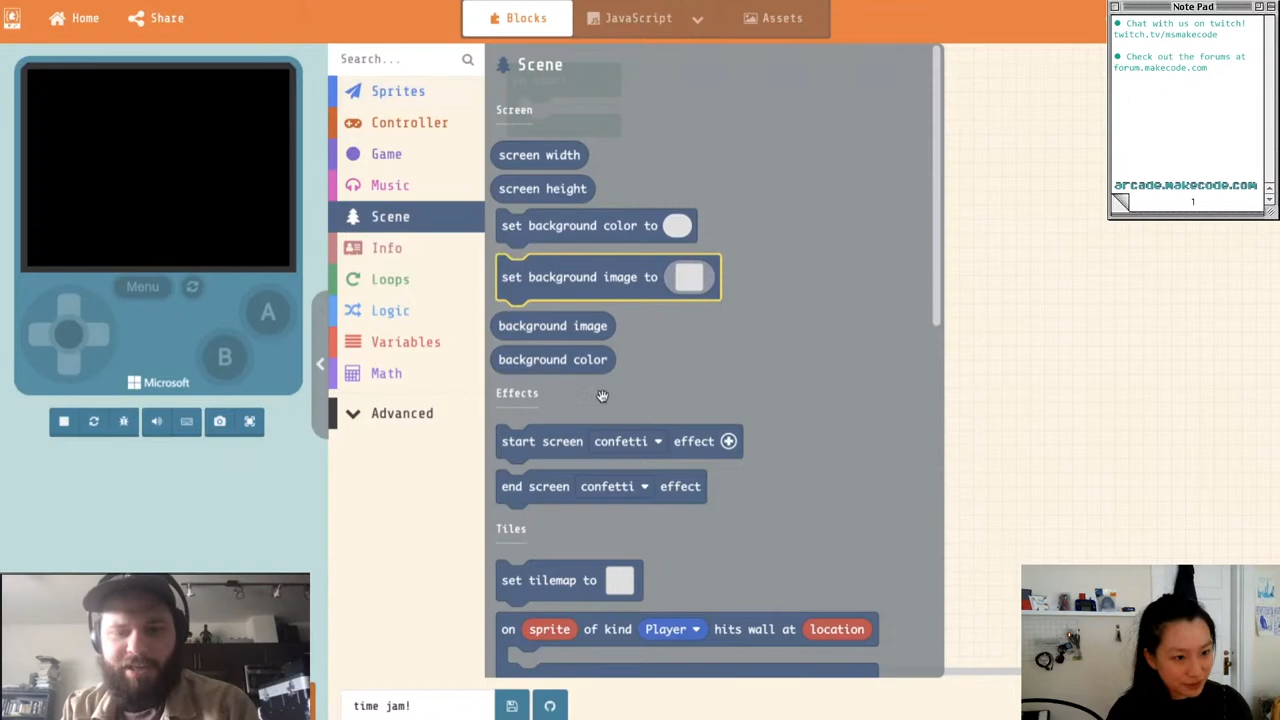 Home
Share
Blocks
JavaScript
Assets
Note Pad
Chat with us on twitch!
twitch.tv/msmakecode
Check out the forums at
forum.makecode.com
arcade.makecode.com
1
Menu
A
B
Microsoft
Search...
Sprites
Controller
Game
Music
Scene
Info
Loops
Logic
Variables
Math
Advanced
Scene
Screen
screen width
screen height
set background color to
set background image to
background image
background color
Effects
start screen confetti effect
end screen confetti effect
Tiles
set tilemap to
on sprite of kind Player hits wall at location
time jam!